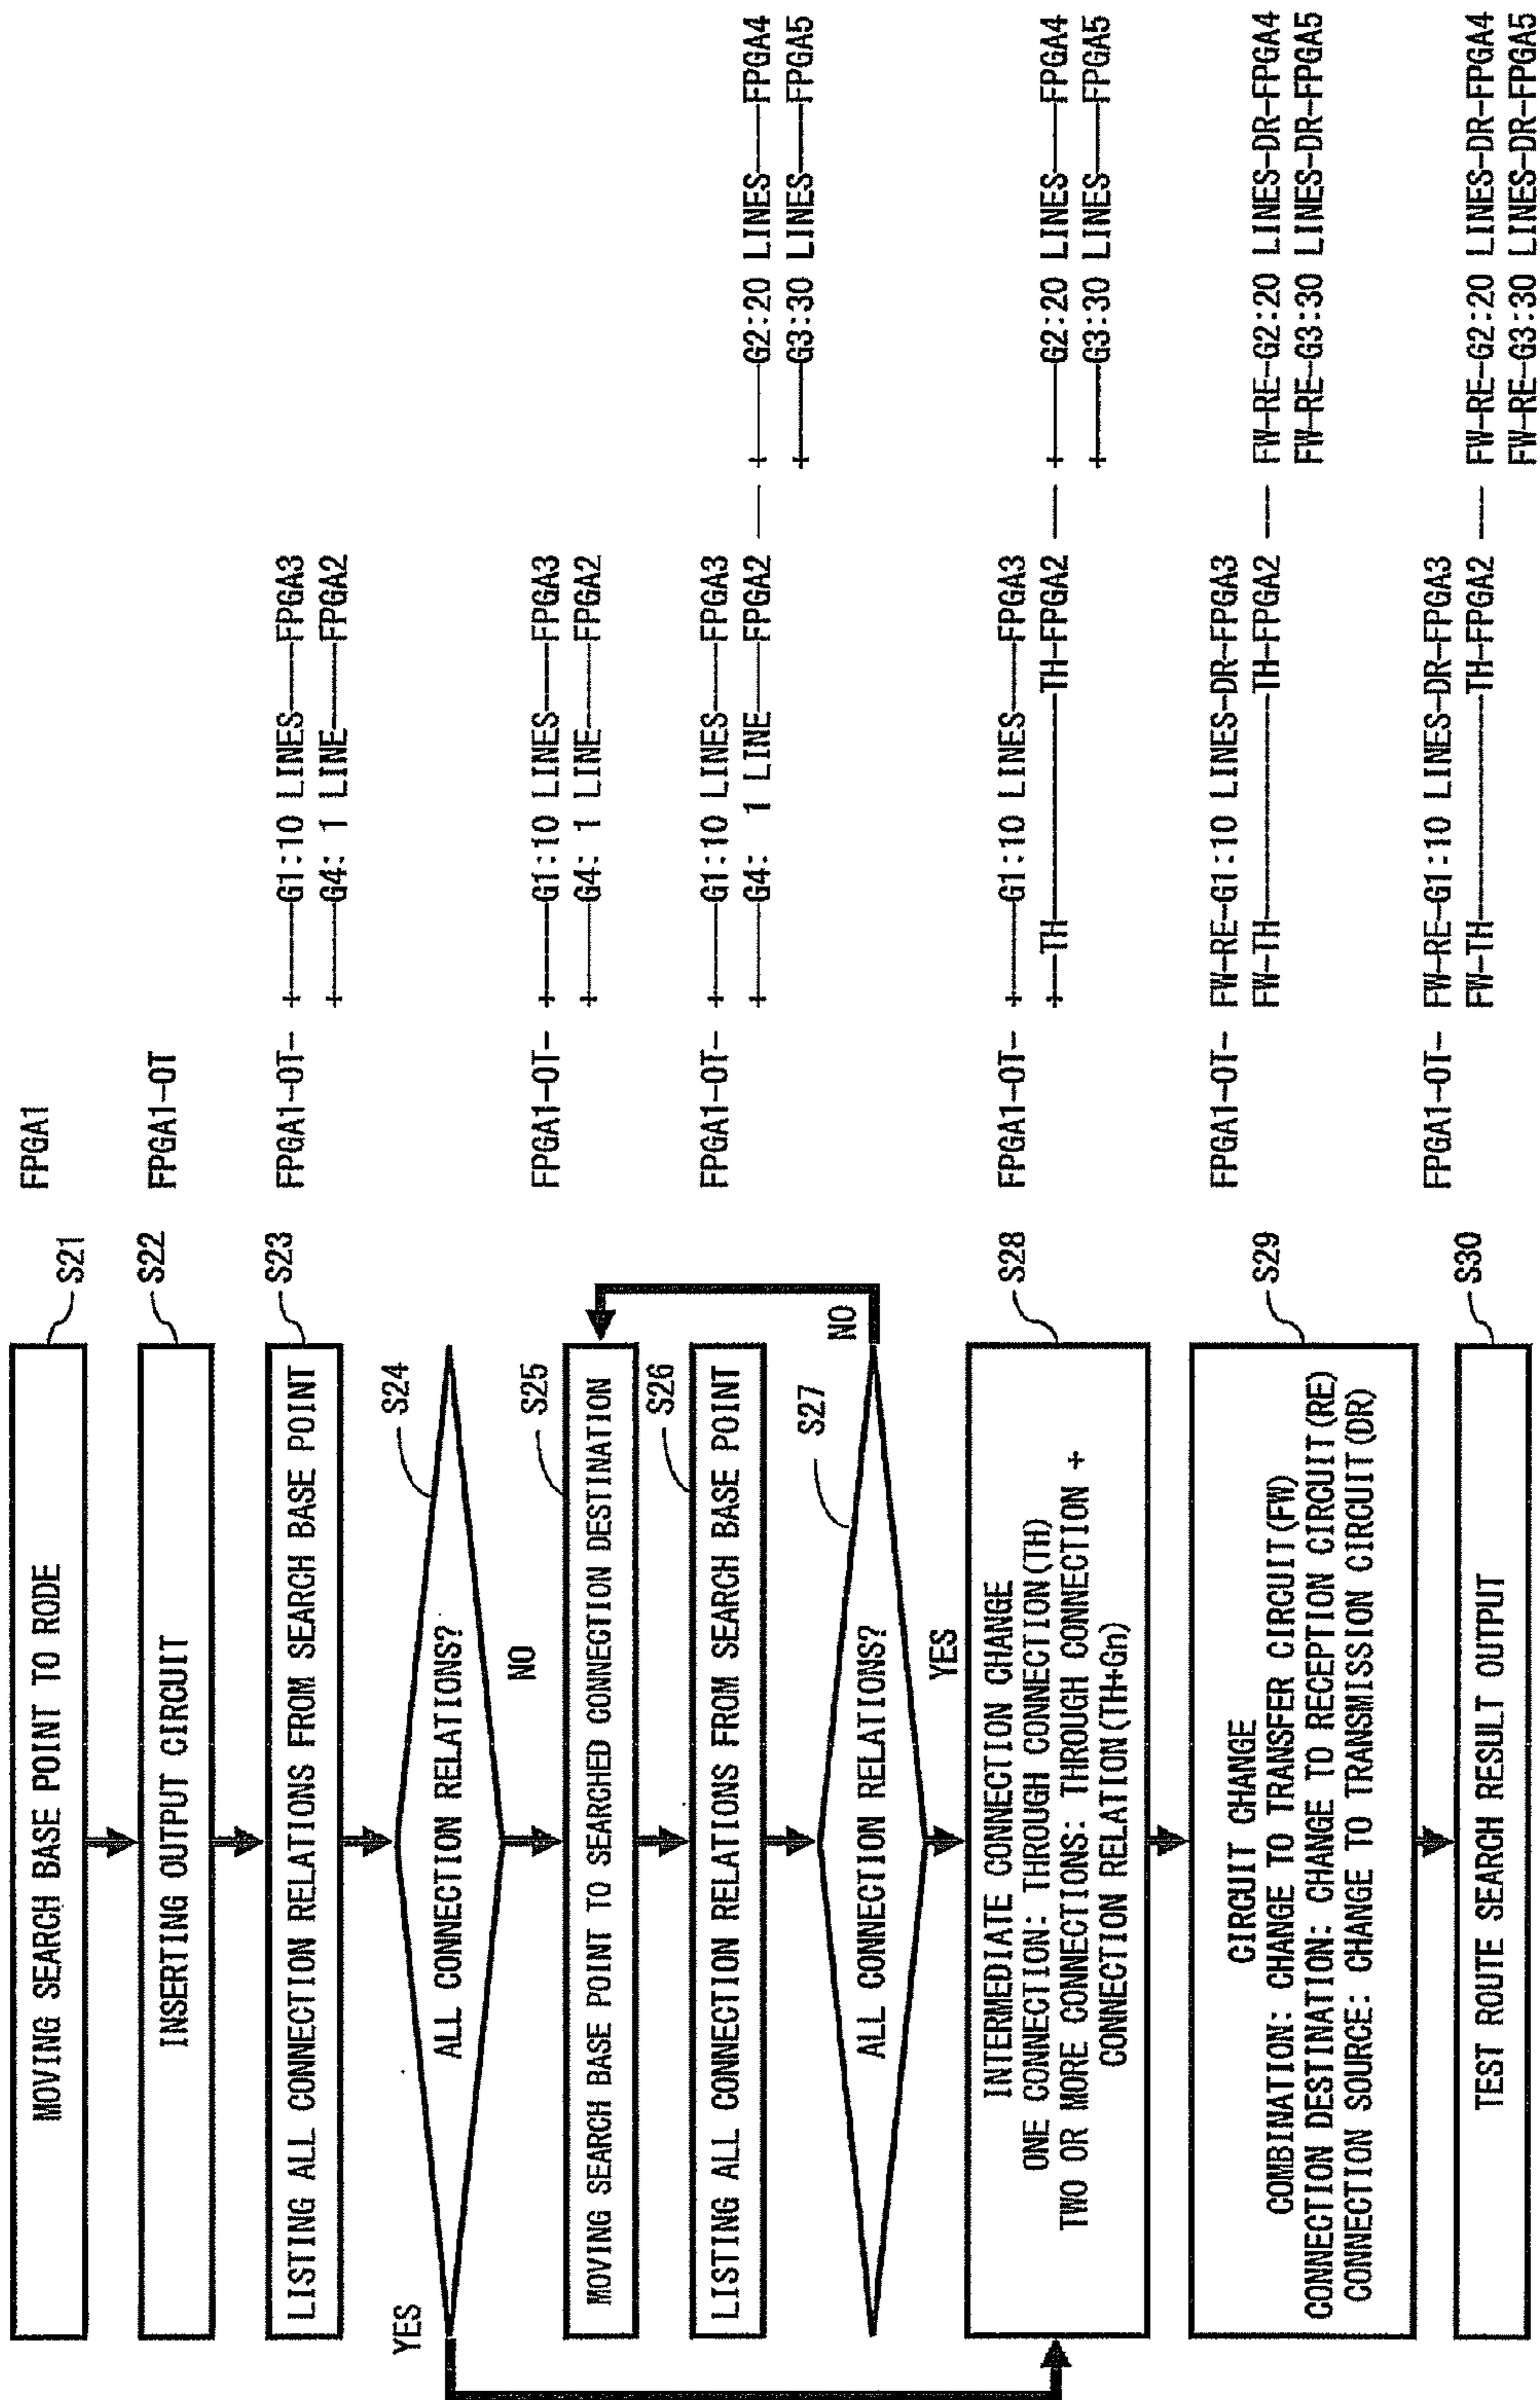 MOVING SEARCH BASE POINT TO RODE
S21
FPGA1
INSERTING OUTPUT CIRCUIT
S22
FPGA1-OT
LISTING ALL CONNECTION RELATIONS FROM SEARCH BASE POINT
S23
FPGA1-OT- +———G1:10 LINES——FPGA3
+———G4: 1 LINE——FPGA2
ALL CONNECTION RELATIONS?
S24
YES
NO
MOVING SEARCH BASE POINT TO SEARCHED CONNECTION DESTINATION
S25
FPGA1-OT- +———G1:10 LINES——FPGA3
+———G4: 1 LINE——FPGA2
LISTING ALL CONNECTION RELATIONS FROM SEARCH BASE POINT
S26
FPGA1-OT- +———G1:10 LINES——FPGA3
+———G4: 1 LINE——FPGA2 —— +———G2:20 LINES——FPGA4
+———G3:30 LINES——FPGA5
ALL CONNECTION RELATIONS?
S27
NO
YES
INTERMEDIATE CONNECTION CHANGE
ONE CONNECTION: THROUGH CONNECTION(TH)
TWO OR MORE CONNECTIONS: THROUGH CONNECTION +
CONNECTION RELATION(TH+Gn)
S28
FPGA1-OT- +———G1:10 LINES——FPGA3
+——TH————————TH-FPGA2 —— +———G2:20 LINES——FPGA4
+———G3:30 LINES——FPGA5
CIRCUIT CHANGE
COMBINATION: CHANGE TO TRANSFER CIRCUIT(FW)
CONNECTION DESTINATION: CHANGE TO RECEPTION CIRCUIT(RE)
CONNECTION SOURCE: CHANGE TO TRANSMISSION CIRCUIT(DR)
S29
FPGA1-OT- FW-RE-G1:10 LINES-DR-FPGA3
FW-TH————————TH-FPGA2 —— FW-RE-G2:20 LINES-DR-FPGA4
FW-RE-G3:30 LINES-DR-FPGA5
TEST ROUTE SEARCH RESULT OUTPUT
S30
FPGA1-OT- FW-RE-G1:10 LINES-DR-FPGA3
FW-TH————————TH-FPGA2 —— FW-RE-G2:20 LINES-DR-FPGA4
FW-RE-G3:30 LINES-DR-FPGA5